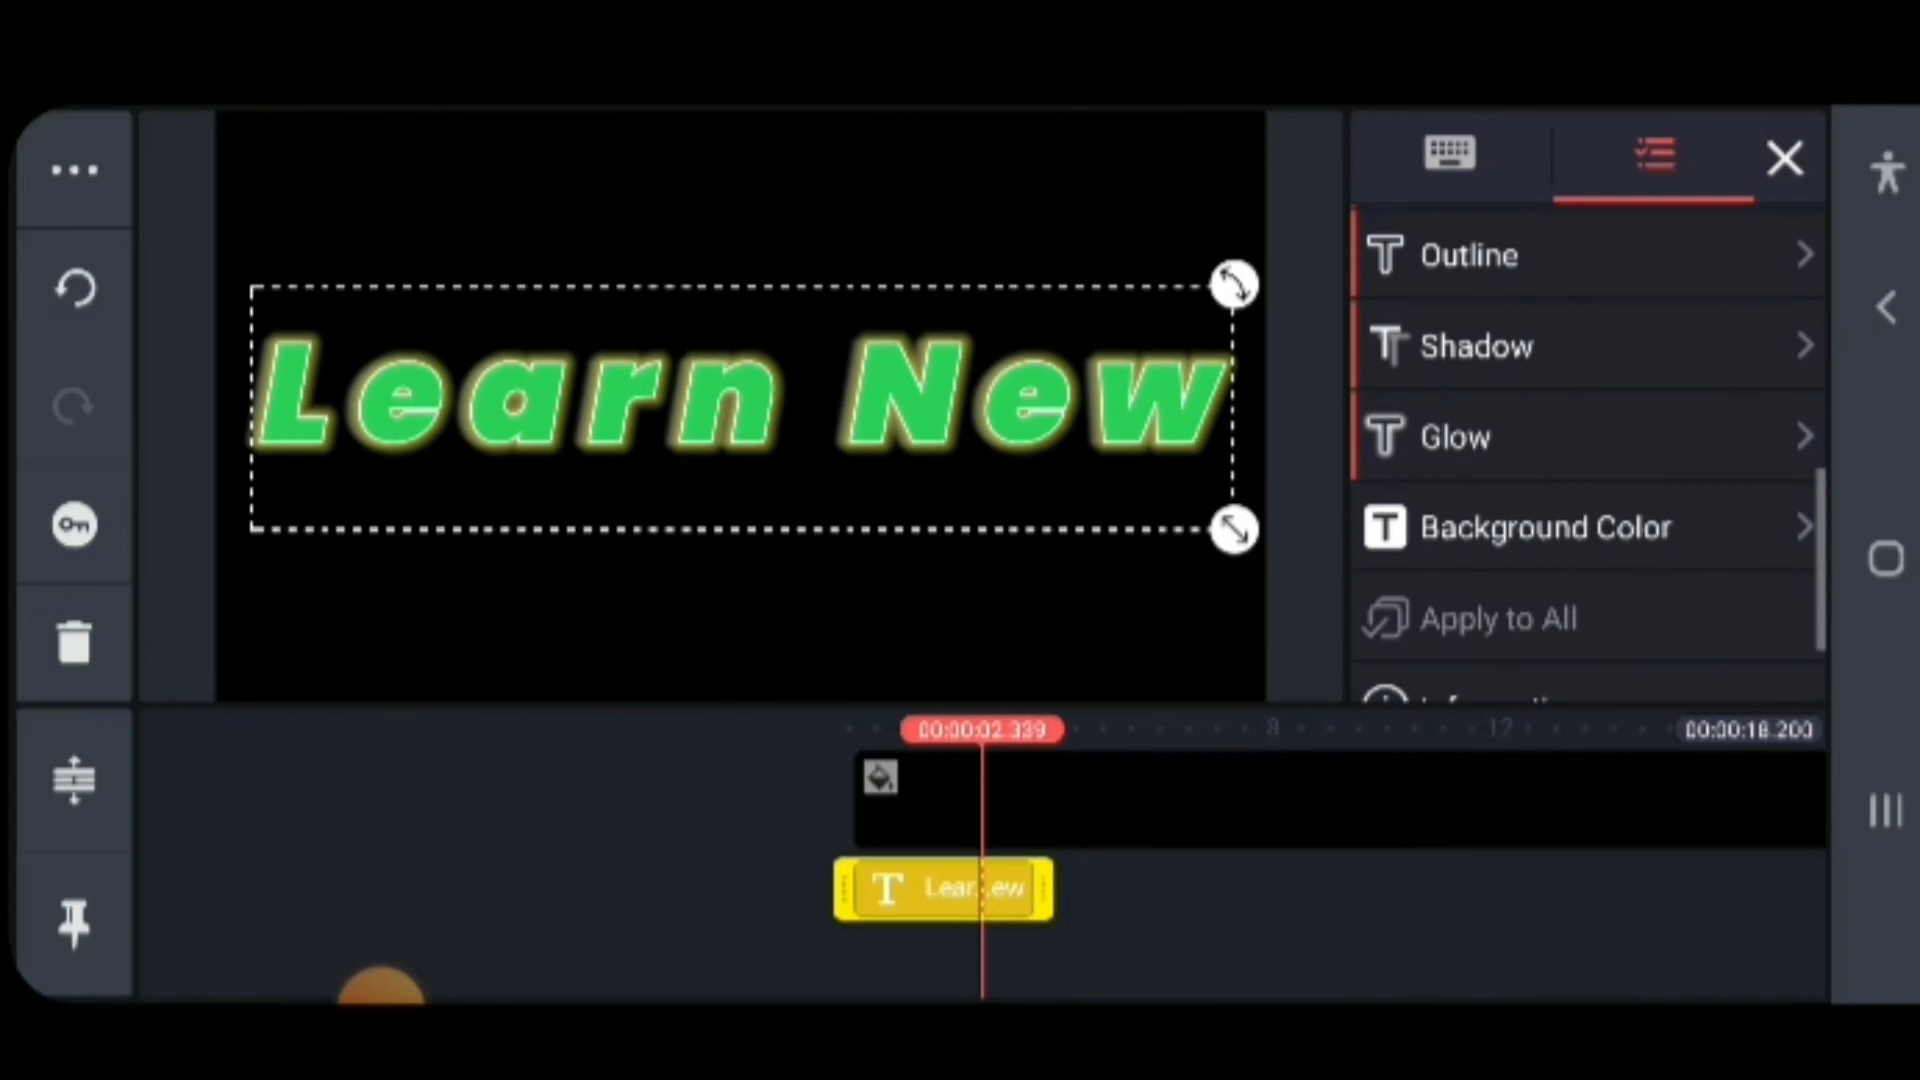 Learn New
Outline
Shadow
Glow
Background Color
Apply to All
00:00:02.339
8
12
00:00:18.200
T